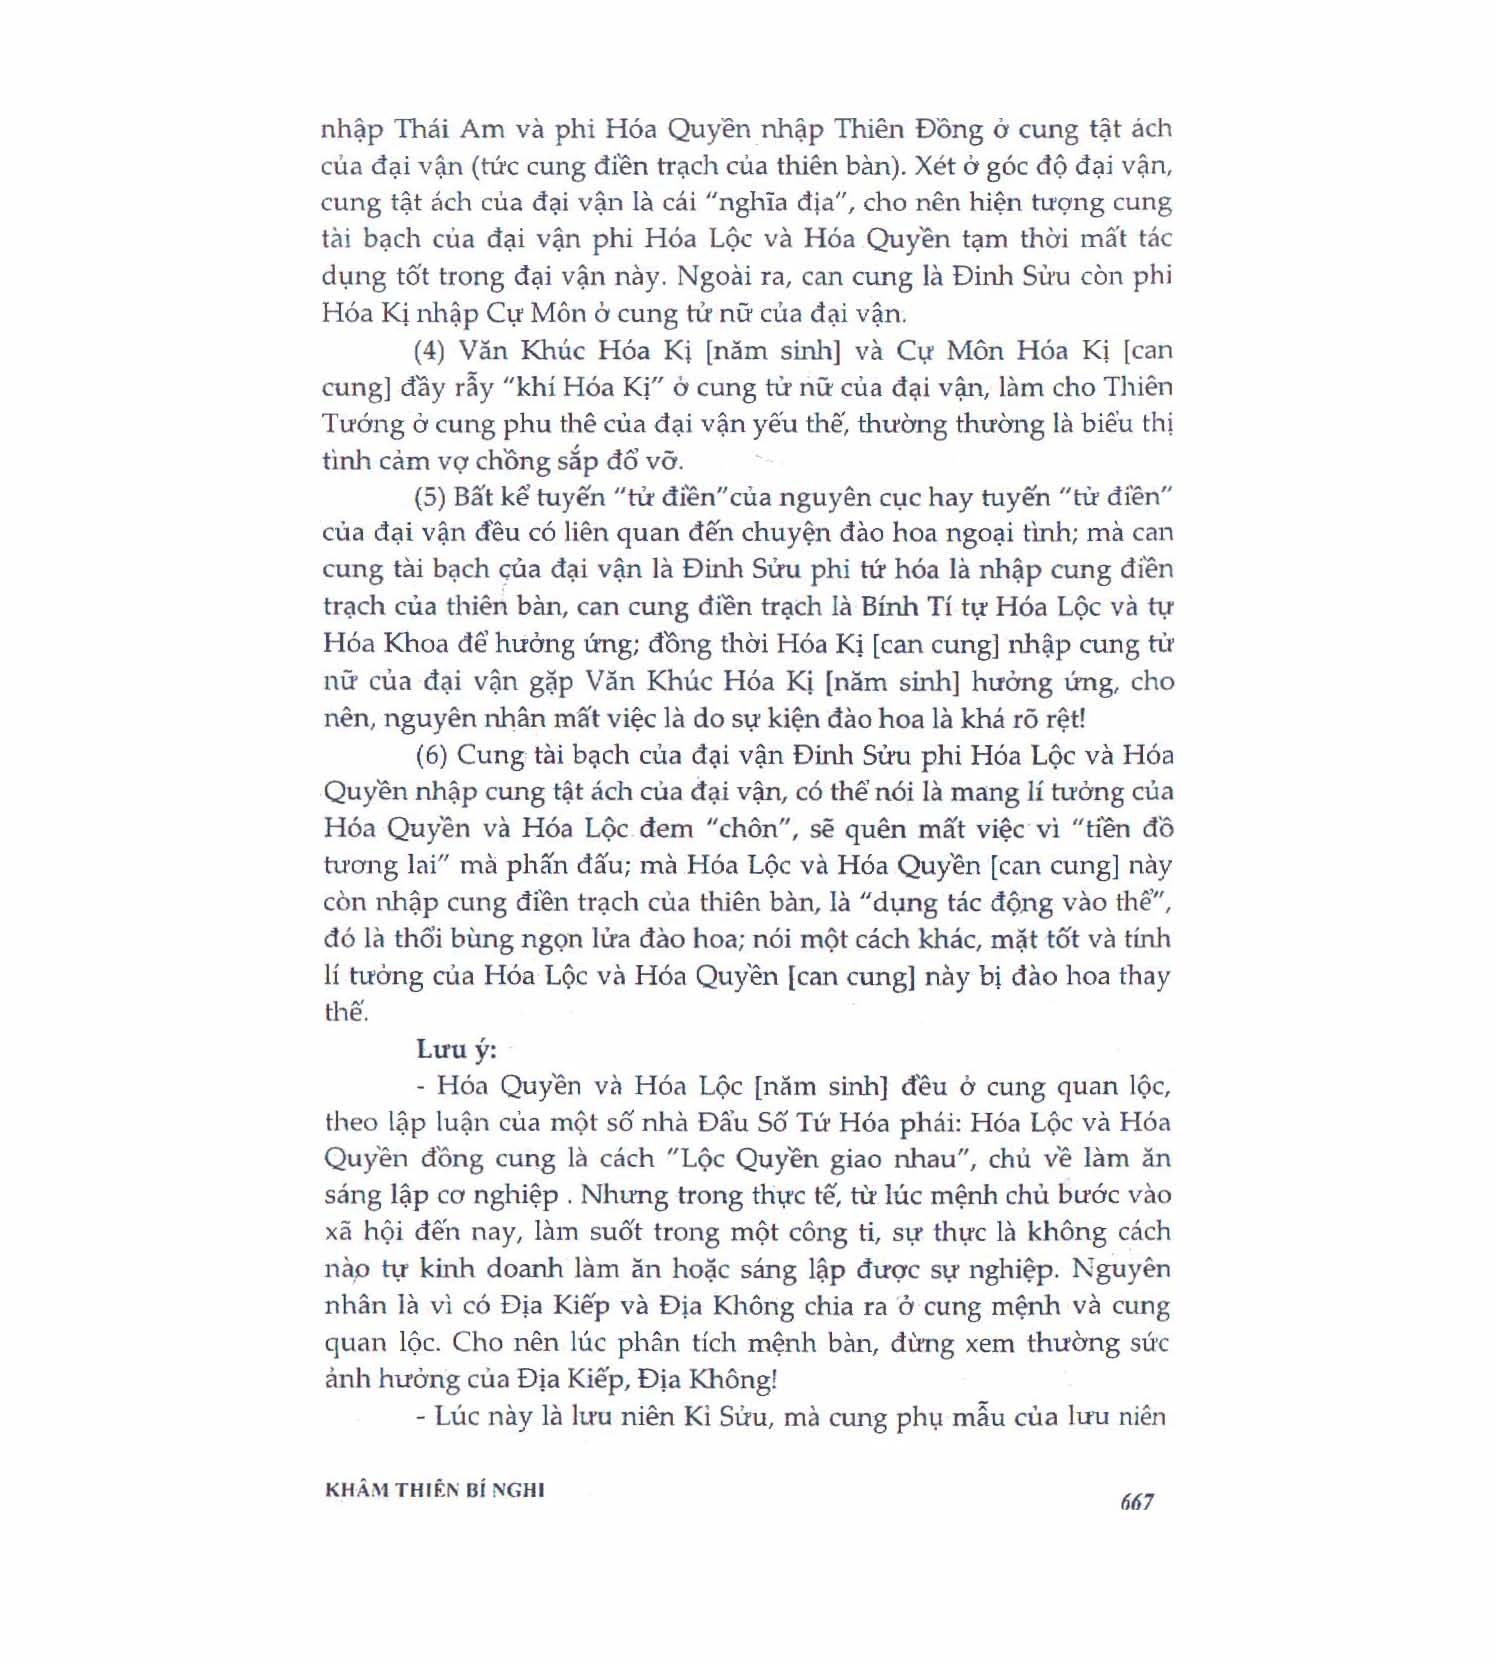 nhập Thái Am và phi Hóa Quyền nhập Thiên Đồng ở cung tật ách
của đại vận (tức cung điền trạch của thiên bàn). Xét ở góc độ đại vận,
cung tật ách của đại vận là cái "nghĩa địa", cho nên hiện tượng cung
tài bạch của đại vận phi Hóa Lộc và Hóa Quyền tạm thời mất tác
dụng tốt trong đại vận này. Ngoài ra, can cung là Đinh Sửu còn phi
Hóa Kị nhập Cự Môn ở cung tử nữ của đại vận.
(4) Văn Khúc Hóa Kị [năm sinh] và Cự Môn Hóa Kị [can
cung] đầy rẫy "khí Hóa Kị" ở cung tử nữ của đại vận, làm cho Thiên
Tướng ở cung phu thê của đại vận yếu thế, thường thường là biểu thị
tình cảm vợ chồng sắp đổ vỡ.
(5) Bất kể tuyến "tử điền"của nguyên cục hay tuyến "tử điền"
của đại vận đều có liên quan đến chuyện đào hoa ngoại tình; mà can
cung tài bạch của đại vận là Đinh Sửu phi tứ hóa là nhập cung điền
trạch của thiên bàn, can cung điền trạch là Bính Tí tự Hóa Lộc và tự
Hóa Khoa để hưởng ứng; đồng thời Hóa Kị [can cung] nhập cung tử
nữ của đại vận gặp Văn Khúc Hóa Kị [năm sinh] hưởng ứng, cho
nên, nguyên nhân mất việc là do sự kiện đào hoa là khá rõ rệt!
(6) Cung tài bạch của đại vận Đinh Sửu phi Hóa Lộc và Hóa
Quyền nhập cung tật ách của đại vận, có thể nói là mang lí tưởng của
Hóa Quyền và Hóa Lộc đem "chôn", sẽ quên mất việc vì "tiền đồ
tương lai" mà phấn đấu; mà Hóa Lộc và Hóa Quyền [can cung] này
còn nhập cung điền trạch của thiên bàn, là "dụng tác động vào thể",
đó là thổi bùng ngọn lửa đào hoa; nói một cách khác, mặt tốt và tính
lí tưởng của Hóa Lộc và Hóa Quyền [can cung] này bị đào hoa thay
thế.
Lưu ý:
- Hóa Quyền và Hóa Lộc [năm sinh] đều ở cung quan lộc,
theo lập luận của một số nhà Đẩu Số Tứ Hóa phái: Hóa Lộc và Hóa
Quyền đồng cung là cách "Lộc Quyền giao nhau", chủ về làm ăn
sáng lập cơ nghiệp . Nhưng trong thực tế, từ lúc mệnh chủ bước vào
xã hội đến nay, làm suốt trong một công ti, sự thực là không cách
nào tự kinh doanh làm ăn hoặc sáng lập được sự nghiệp. Nguyên
nhân là vì có Địa Kiếp và Địa Không chia ra ở cung mệnh và cung
quan lộc. Cho nên lúc phân tích mệnh bàn, đừng xem thường sức
ảnh hưởng của Địa Kiếp, Địa Không!
- Lúc này là lưu niên Kỉ Sửu, mà cung phụ mẫu của lưu niên
KHÂM THIÊN BÍ NGHI
667